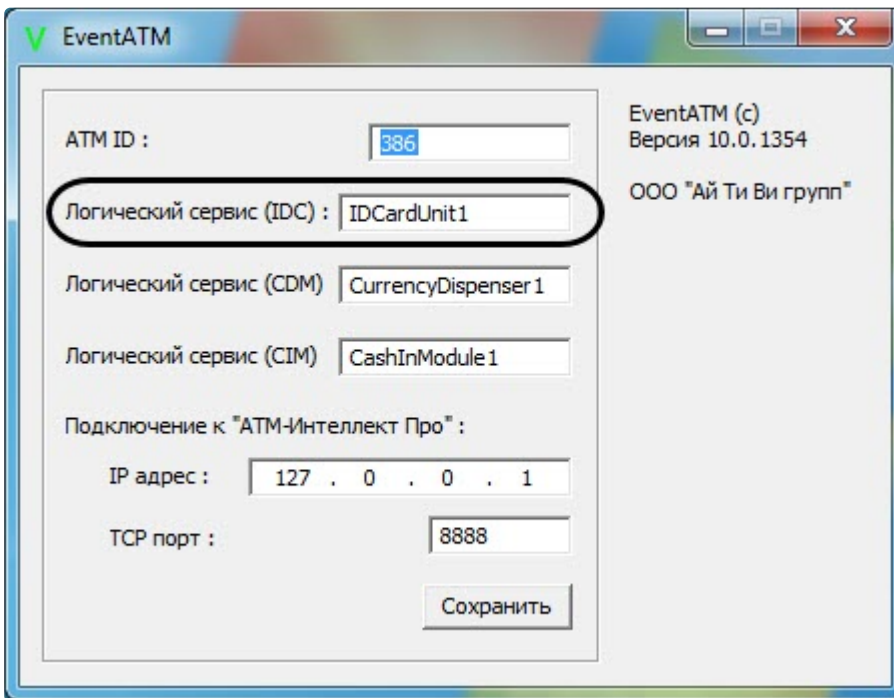 EventATM
ATM ID : 386
Логический сервис (IDC) : IDCardUnit1
Логический сервис (CDM) CurrencyDispenser1
Логический сервис (CIM) CashInModule1
Подключение к "АТМ-Интеллект Про" :
IP адрес : 127 . 0 . 0 . 1
TCP порт : 8888
Сохранить
EventATM (c)
Версия 10.0.1354
ООО "Ай Ти Ви групп"